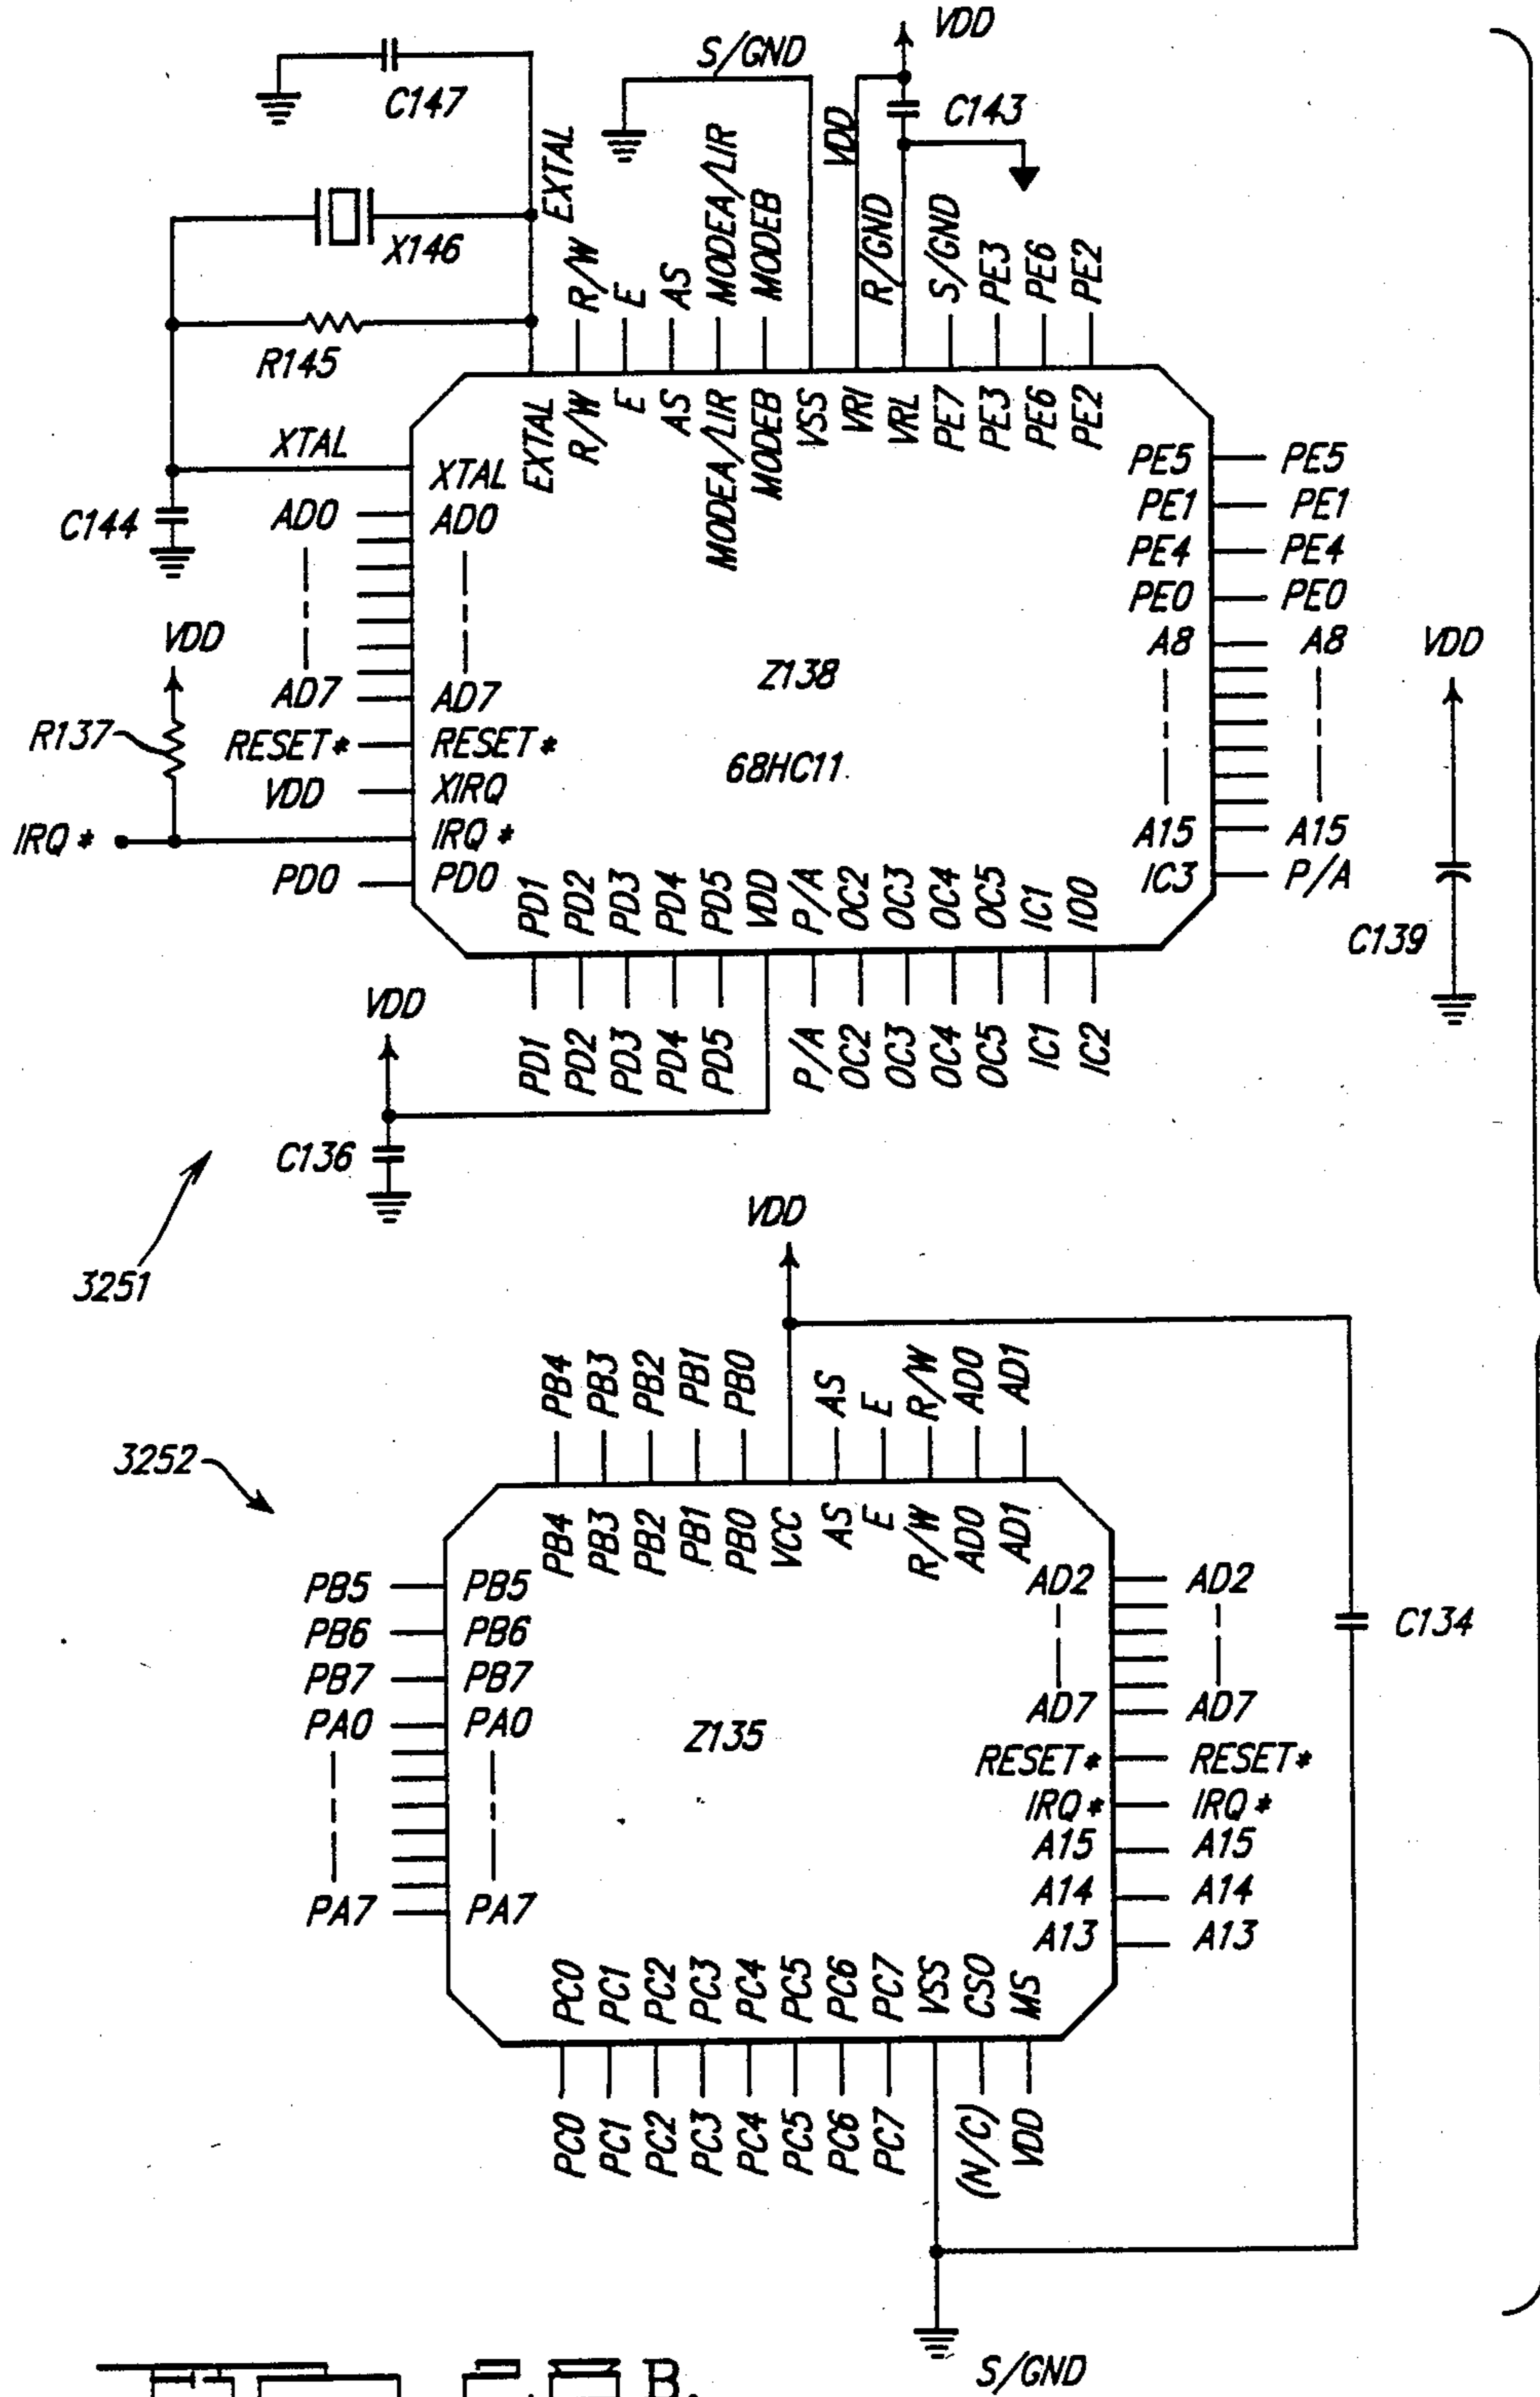 VDD
S/GND
C147
C143
VDD
EXTAL
MODEA/LIR
MODEB
R/GND
S/GND
PE3
PE6
PE2
X146
R/W
E
AS
R145
XTAL
XTAL
EXTAL
R/W
E
AS
MODEA/LIR
MODEB
VSS
VRI
VRL
PE7
PE3
PE6
PE2
PE5 PE5
PE1 PE1
PE4 PE4
PE0 PE0
C144
AD0 AD0
VDD
AD7 AD7
R137
RESET* RESET*
VDD XIRQ
IRQ* IRQ*
PD0 PD0
Z138
68HC11
A8 A8
A15 A15
IC3 P/A
VDD
C139
PD1
PD2
PD3
PD4
PD5
VDD
P/A
OC2
OC3
OC4
OC5
IC1
IO0
VDD
PD1
PD2
PD3
PD4
PD5
P/A
OC2
OC3
OC4
OC5
IC1
IC2
C136
3251
VDD
3252
PB4
PB3
PB2
PB1
PB0
AS
E
R/W
AD0
AD1
PB4
PB3
PB2
PB1
PB0
VCC
AS
E
R/W
AD0
AD1
PB5 PB5
PB6 PB6
PB7 PB7
PA0 PA0
PA7 PA7
Z135
AD2 AD2
AD7 AD7
RESET* RESET*
IRQ* IRQ*
A15 A15
A14 A14
A13 A13
C134
PC0
PC1
PC2
PC3
PC4
PC5
PC6
PC7
VSS
CSO
MS
PC0
PC1
PC2
PC3
PC4
PC5
PC6
PC7
(N/C)
VDD
S/GND
B.